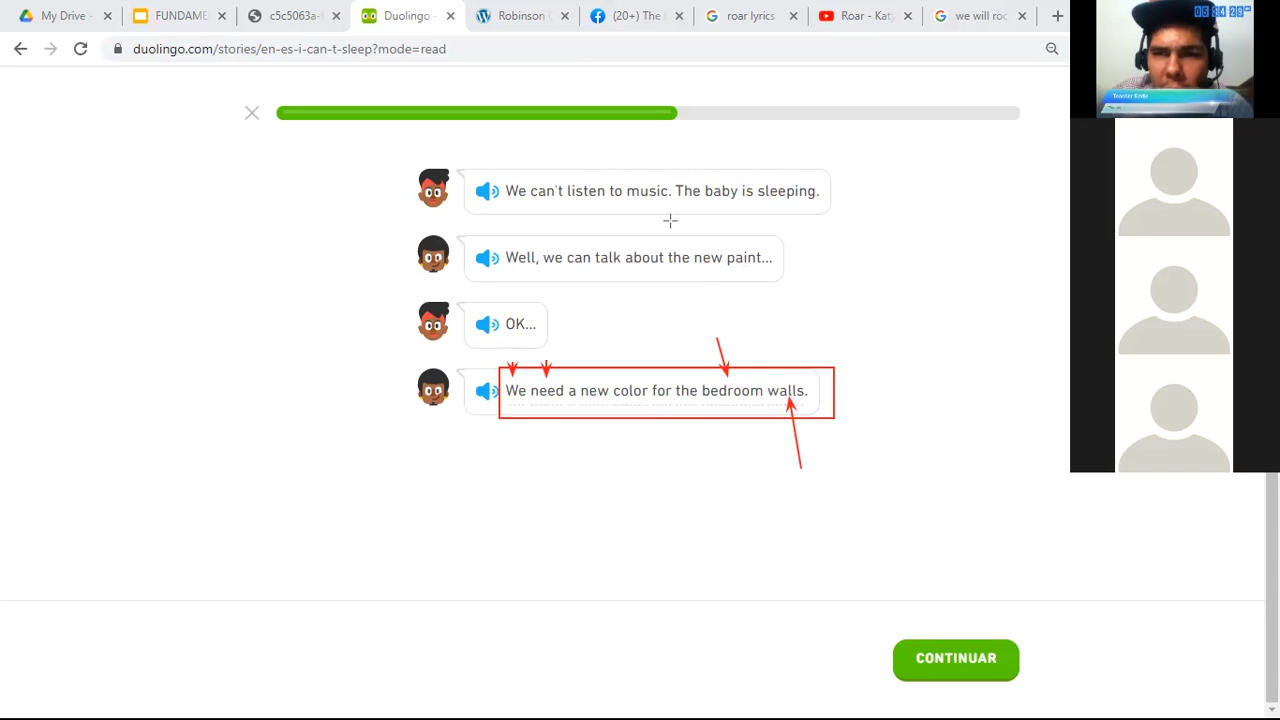 My Drive -
FUNDAME
c5c5063a-
Duolingo -
Robinson
(20+) The
roar lyrics
Roar - Katy
we will roc
duolingo.com/stories/en-es-i-can-t-sleep?mode=read
We can't listen to music. The baby is sleeping.
Well, we can talk about the new paint...
OK...
We need a new color for the bedroom walls.
CONTINUAR